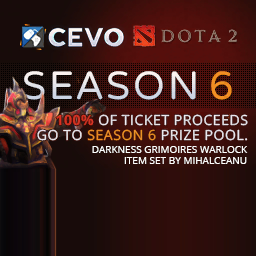 CEVO DOTA 2
SEASON 6
100% OF TICKET PROCEEDS
GO TO SEASON 6 PRIZE POOL.
DARKNESS GRIMOIRES WARLOCK
ITEM SET BY MIHALCEANU